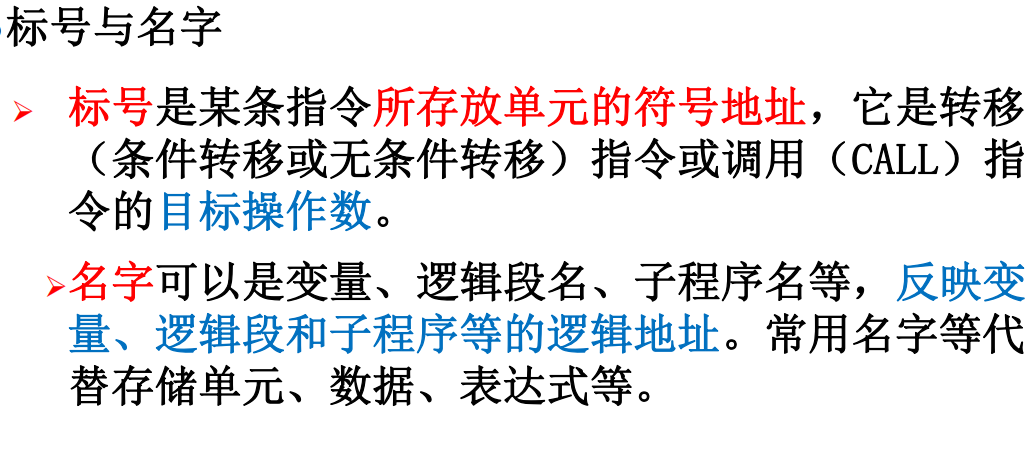 标号与名字
标号是某条指令所存放单元的符号地址，它是转移
（条件转移或无条件转移）指令或调用（CALL）指
令的目标操作数。
名字可以是变量、逻辑段名、子程序名等，反映变
量、逻辑段和子程序等的逻辑地址。常用名字等代
替存储单元、数据、表达式等。